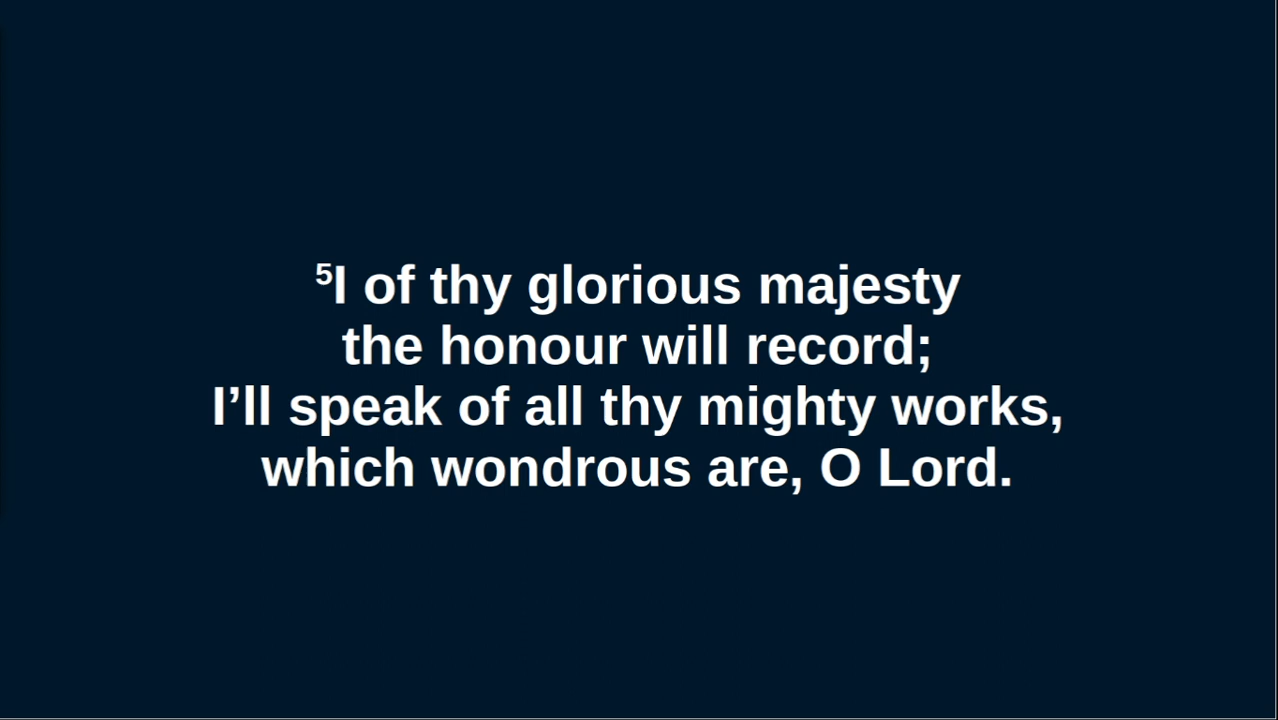 ⁵I of thy glorious majesty
the honour will record;
I’ll speak of all thy mighty works,
which wondrous are, O Lord.